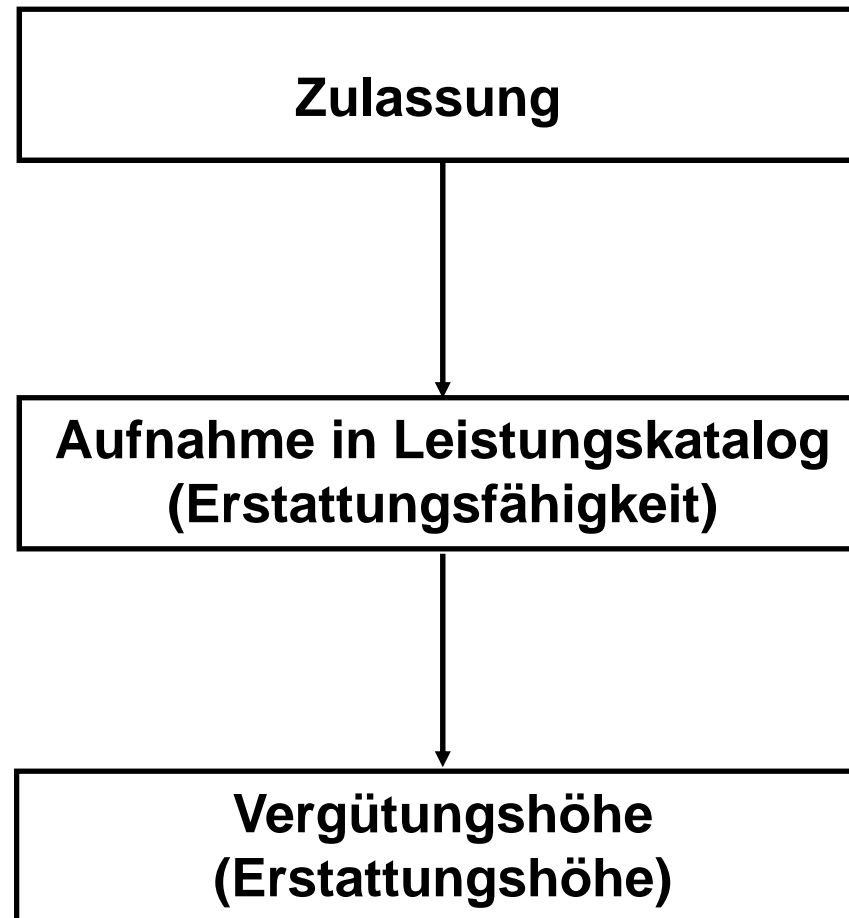 Zulassung
Aufnahme in Leistungskatalog
(Erstattungsfähigkeit)
Vergütungshöhe
(Erstattungshöhe)